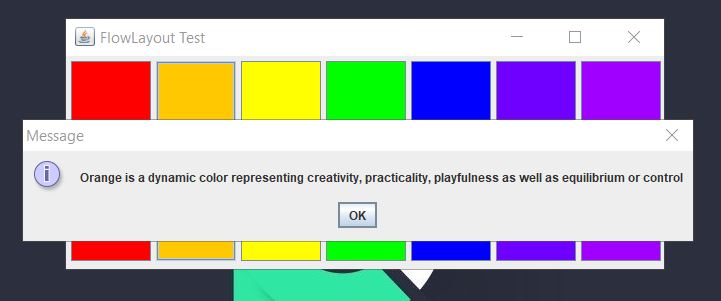 FlowLayout Test
Message
Orange is a dynamic color representing creativity, practicality, playfulness as well as equilibrium or control
OK